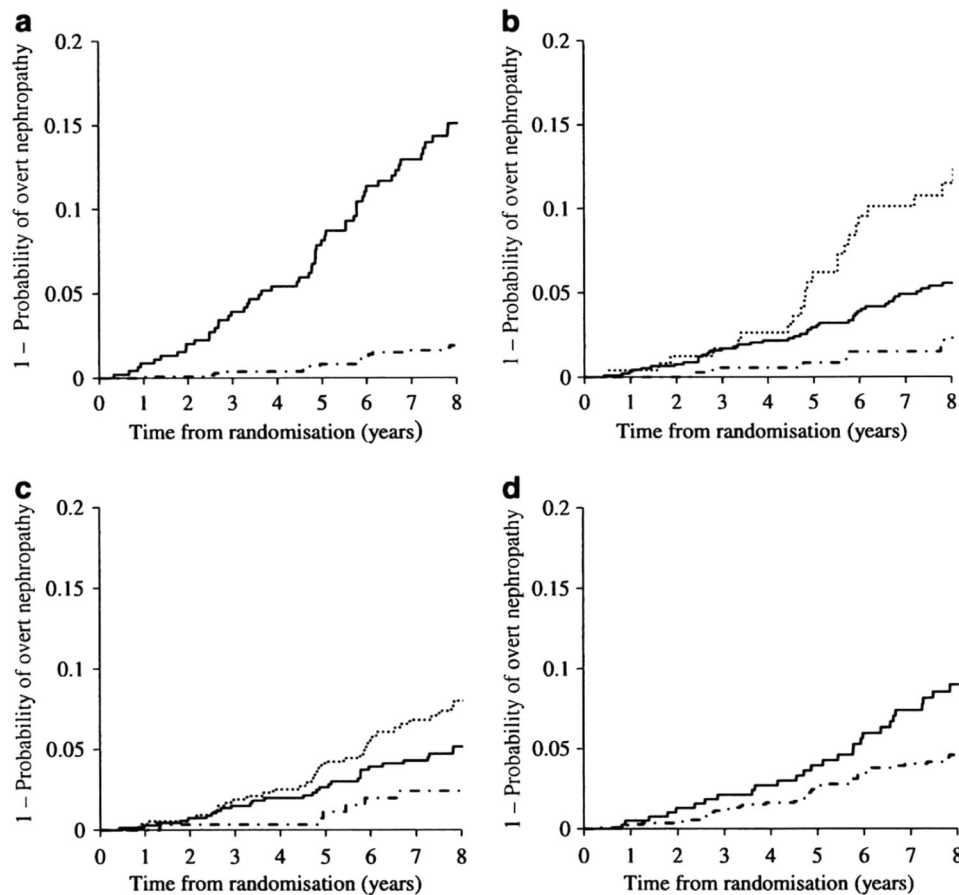 a
1 – Probability of overt nephropathy
0.2
0.15
0.1
0.05
0
0 1 2 3 4 5 6 7 8
Time from randomisation (years)
b
1 – Probability of overt nephropathy
0.2
0.15
0.1
0.05
0
0 1 2 3 4 5 6 7 8
Time from randomisation (years)
c
1 – Probability of overt nephropathy
0.2
0.15
0.1
0.05
0
0 1 2 3 4 5 6 7 8
Time from randomisation (years)
d
1 – Probability of overt nephropathy
0.2
0.15
0.1
0.05
0
0 1 2 3 4 5 6 7 8
Time from randomisation (years)